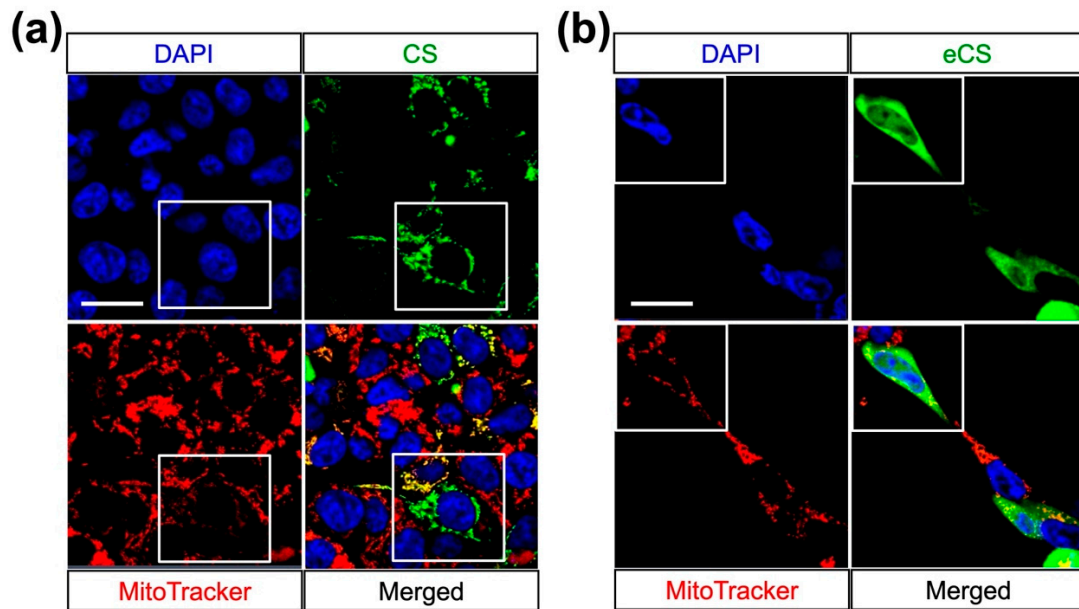 (a)
DAPI CS
MitoTracker Merged
(b)
DAPI eCS
MitoTracker Merged